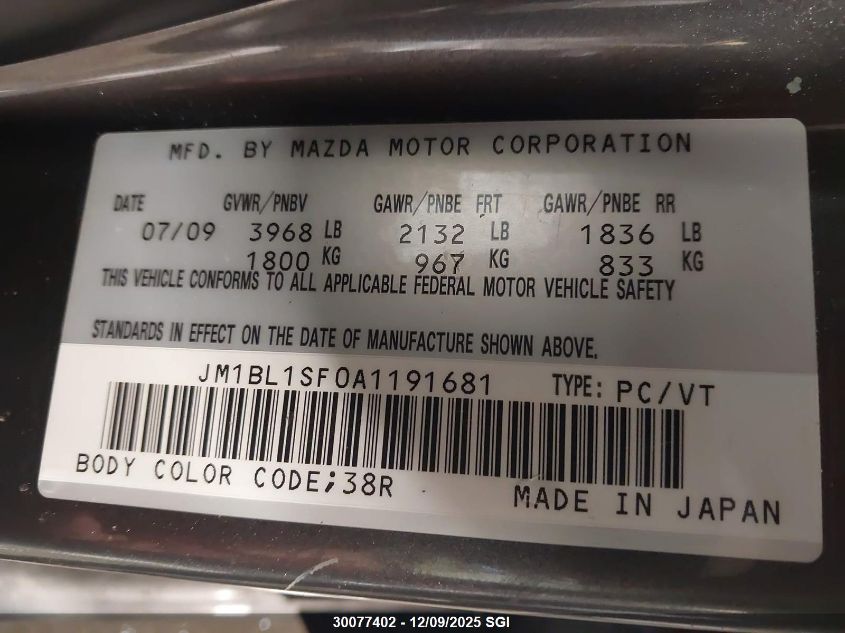 MFD. BY MAZDA MOTOR CORPORATION
DATE GVWR/PNBV GAWR/PNBE FRT GAWR/PNBE RR
07/09 3968 LB 2132 LB 1836 LB
1800 KG 967 KG 833 KG
THIS VEHICLE CONFORMS TO ALL APPLICABLE FEDERAL MOTOR VEHICLE SAFETY
STANDARDS IN EFFECT ON THE DATE OF MANUFACTURE SHOWN ABOVE.
JM1BL1SF0A1191681 TYPE: PC/VT
BODY COLOR CODE;38R
MADE IN JAPAN
30077402 - 12/09/2025 SGI